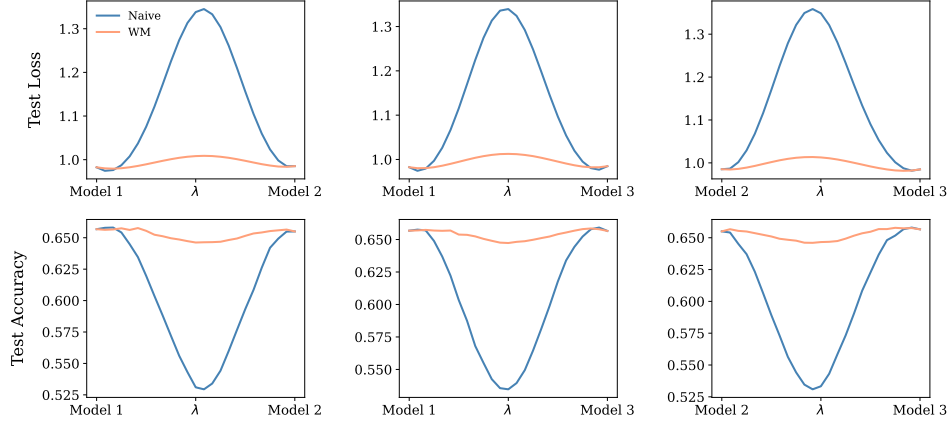 Test Loss
1.3
1.2
1.1
1.0
Naive
WM
Model 1 λ Model 2
1.3
1.2
1.1
1.0
Model 1 λ Model 3
1.3
1.2
1.1
1.0
Model 2 λ Model 3
Test Accuracy
0.650
0.625
0.600
0.575
0.550
0.525
Model 1 λ Model 2
0.650
0.625
0.600
0.575
0.550
Model 1 λ Model 3
0.650
0.625
0.600
0.575
0.550
0.525
Model 2 λ Model 3